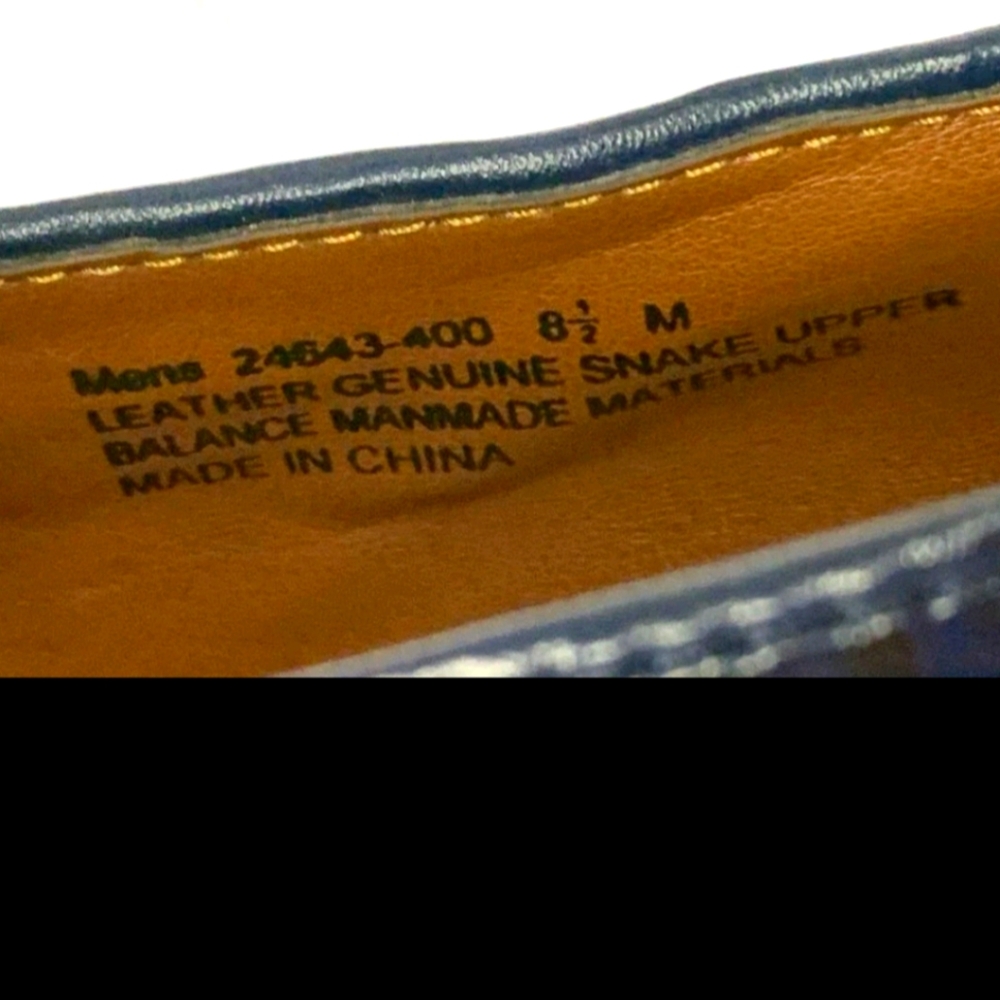 Mens 24643-400 8½ M
LEATHER GENUINE SNAKE UPPER
BALANCE MANMADE MATERIALS
MADE IN CHINA